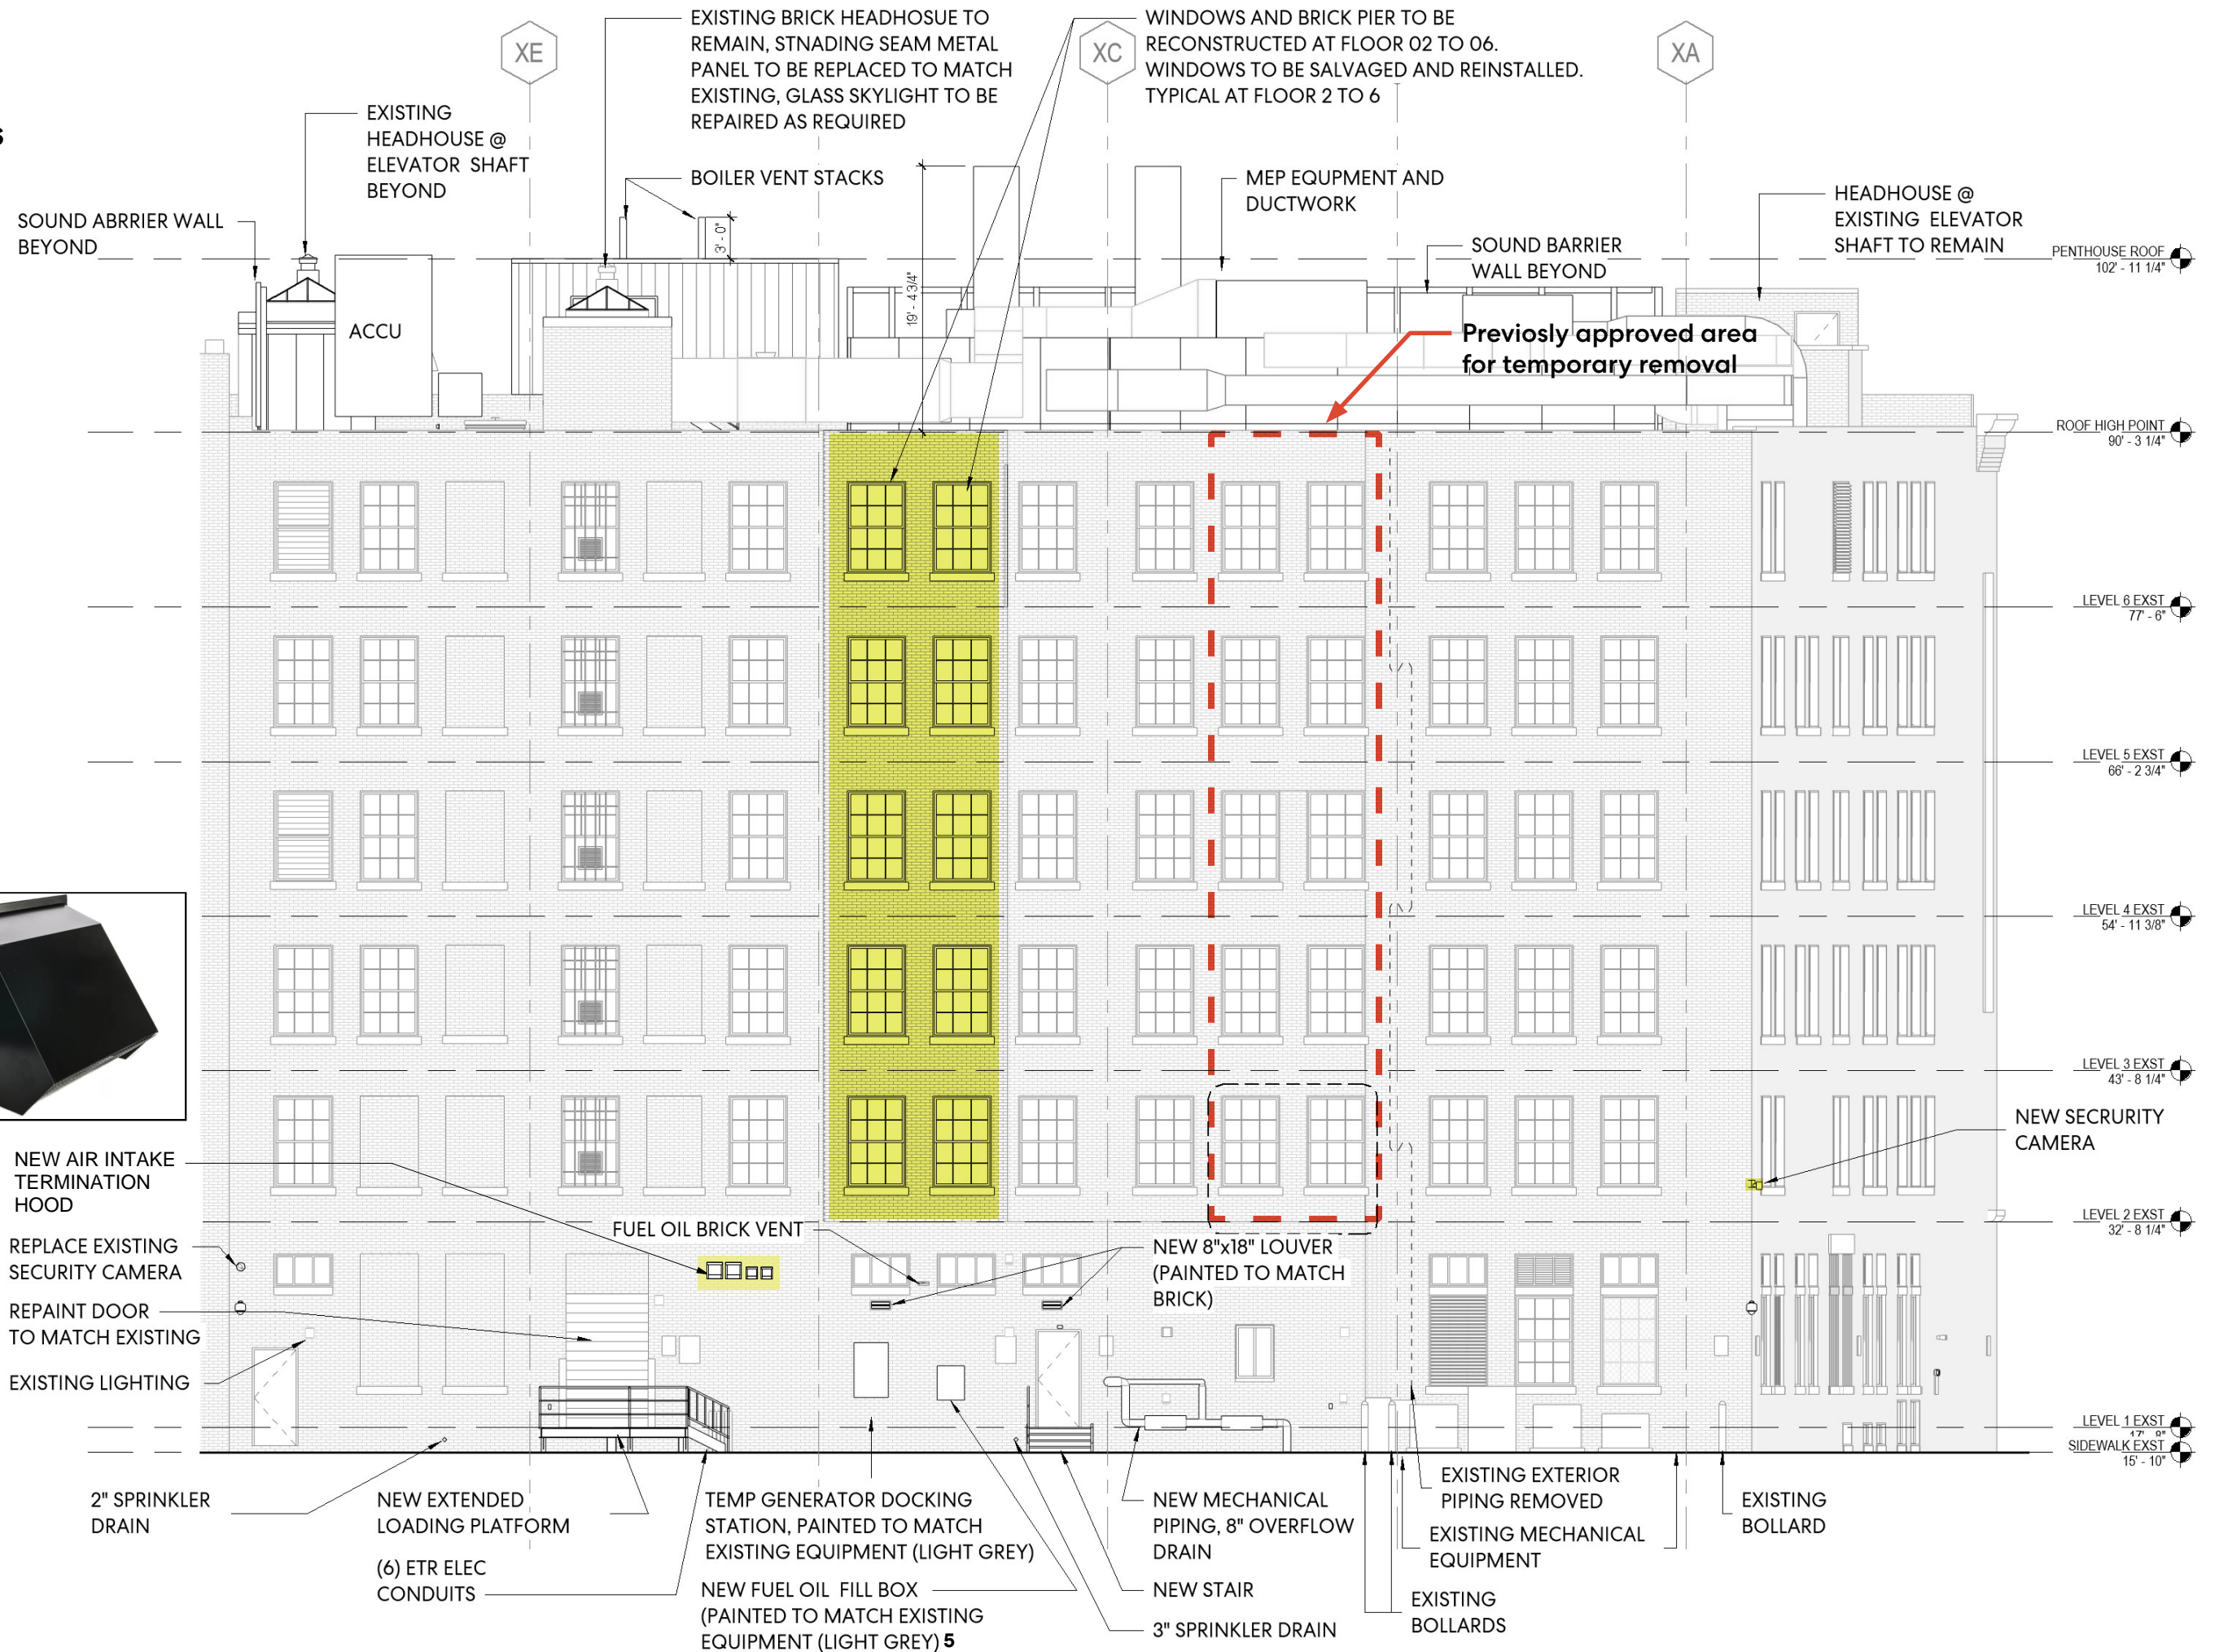 S
XE
EXISTING BRICK HEADHOSUE TO
REMAIN, STNADING SEAM METAL
PANEL TO BE REPLACED TO MATCH
EXISTING, GLASS SKYLIGHT TO BE
REPAIRED AS REQUIRED
XC
WINDOWS AND BRICK PIER TO BE
RECONSTRUCTED AT FLOOR 02 TO 06.
WINDOWS TO BE SALVAGED AND REINSTALLED.
TYPICAL AT FLOOR 2 TO 6
XA
EXISTING
HEADHOUSE @
ELEVATOR SHAFT
BEYOND
BOILER VENT STACKS
MEP EQUPMENT AND
DUCTWORK
HEADHOUSE @
EXISTING ELEVATOR
SHAFT TO REMAIN
SOUND ABRRIER WALL
BEYOND
3' - 0"
SOUND BARRIER
WALL BEYOND
PENTHOUSE ROOF
102' - 11 1/4"
19' - 4 3/4"
ACCU
Previosly approved area
for temporary removal
ROOF HIGH POINT
90' - 3 1/4"
LEVEL 6 EXST
77' - 6"
LEVEL 5 EXST
66' - 2 3/4"
LEVEL 4 EXST
54' - 11 3/8"
LEVEL 3 EXST
43' - 8 1/4"
NEW SECRURITY
CAMERA
NEW AIR INTAKE
TERMINATION
HOOD
LEVEL 2 EXST
32' - 8 1/4"
FUEL OIL BRICK VENT
REPLACE EXISTING
SECURITY CAMERA
NEW 8"x18" LOUVER
(PAINTED TO MATCH
BRICK)
REPAINT DOOR
TO MATCH EXISTING
EXISTING LIGHTING
LEVEL 1 EXST
17' - 8"
SIDEWALK EXST
15' - 10"
2" SPRINKLER
DRAIN
NEW EXTENDED
LOADING PLATFORM
(6) ETR ELEC
CONDUITS
TEMP GENERATOR DOCKING
STATION, PAINTED TO MATCH
EXISTING EQUIPMENT (LIGHT GREY)
NEW FUEL OIL FILL BOX
(PAINTED TO MATCH EXISTING
EQUIPMENT (LIGHT GREY) 5
NEW MECHANICAL
PIPING, 8" OVERFLOW
DRAIN
NEW STAIR
3" SPRINKLER DRAIN
EXISTING EXTERIOR
PIPING REMOVED
EXISTING MECHANICAL
EQUIPMENT
EXISTING
BOLLARDS
EXISTING
BOLLARD